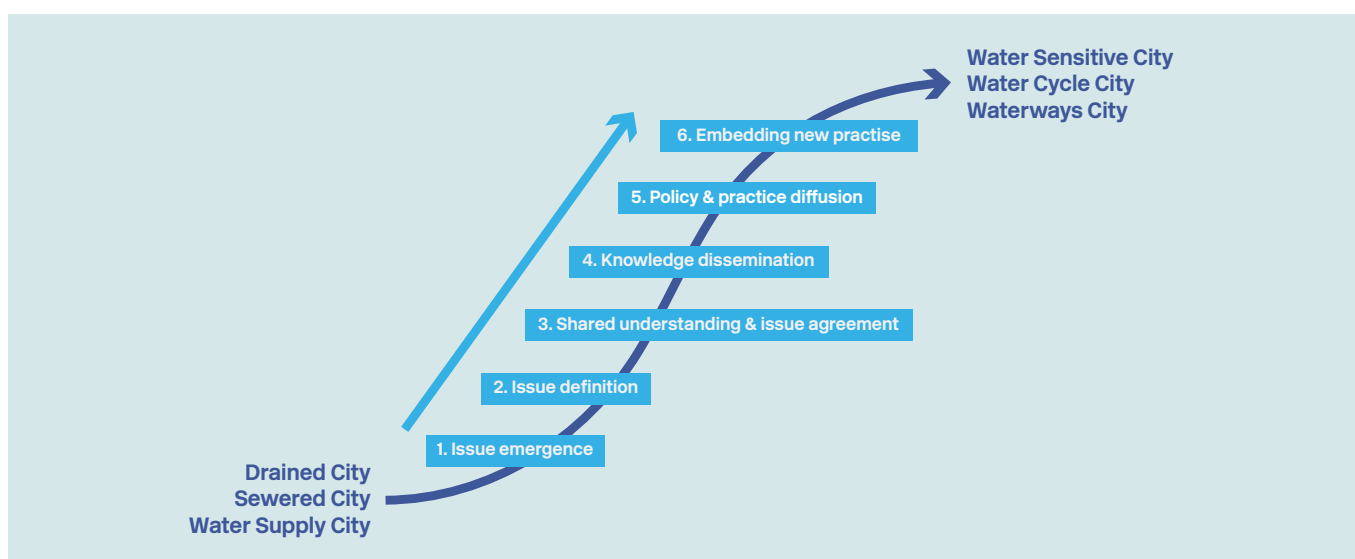 Water Sensitive City
Water Cycle City
Waterways City
6. Embedding new practise
5. Policy & practice diffusion
4. Knowledge dissemination
3. Shared understanding & issue agreement
2. Issue definition
1. Issue emergence
Drained City
Sewered City
Water Supply City